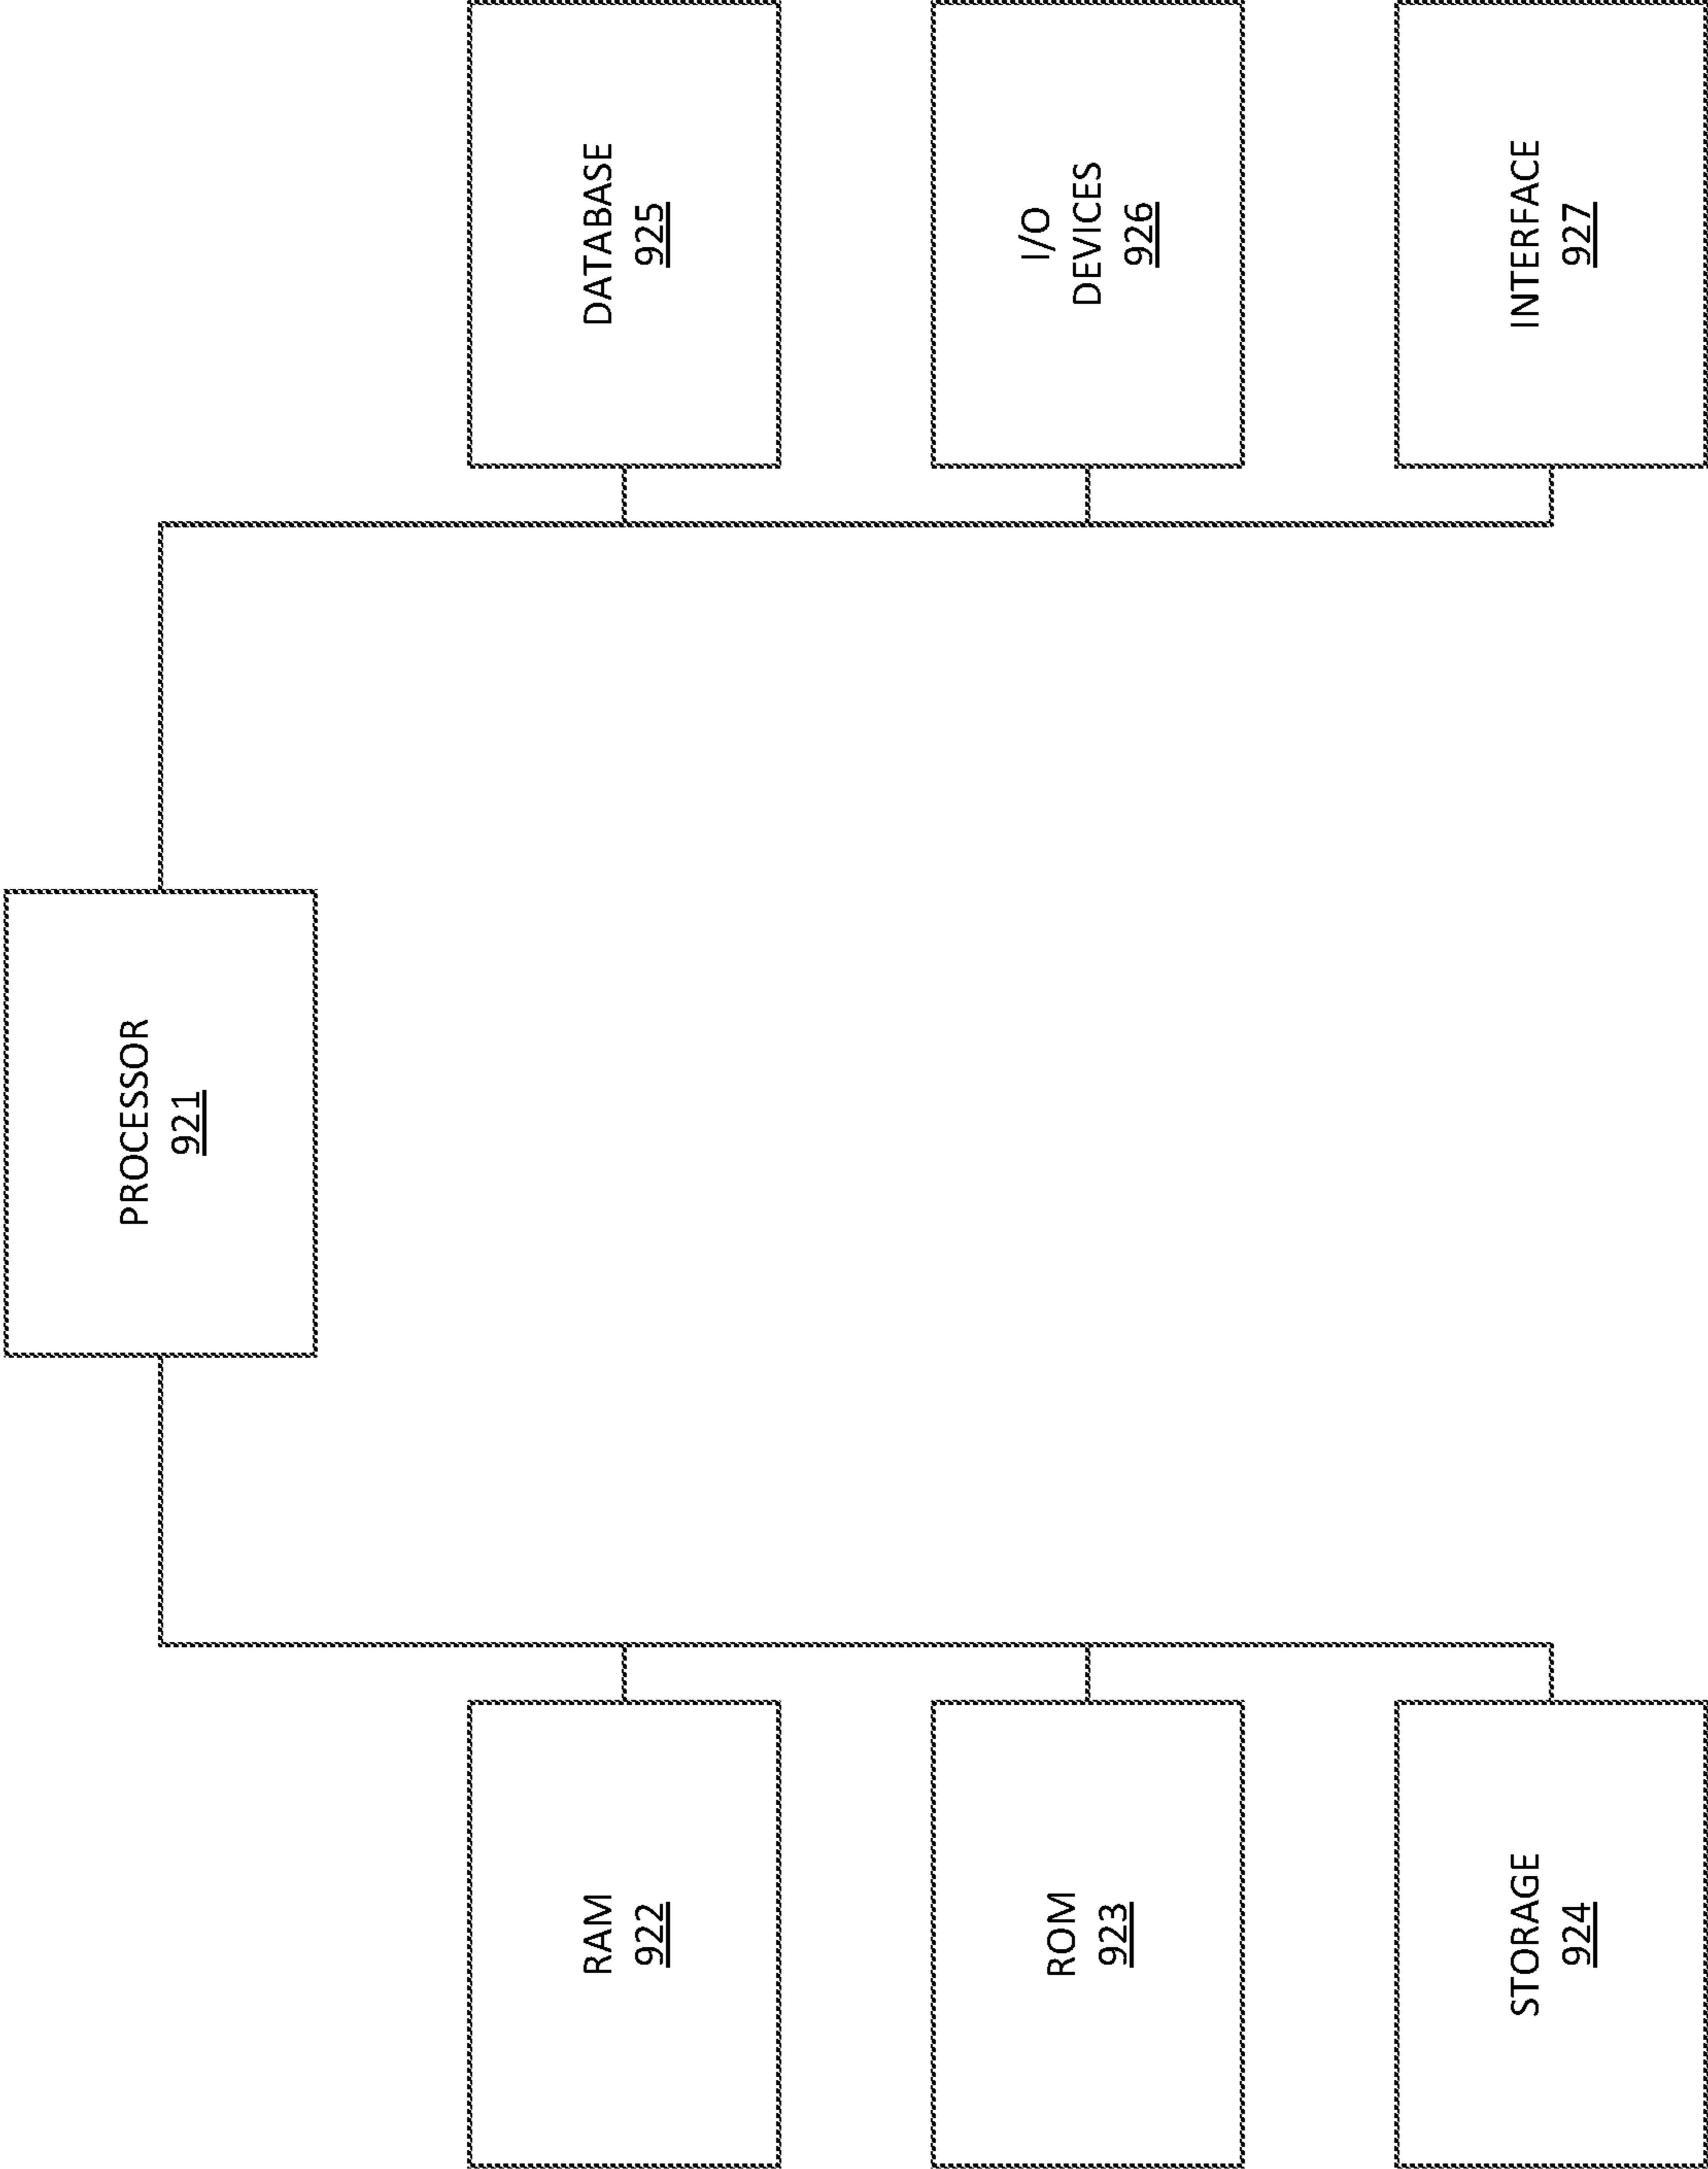 PROCESSOR
921
RAM
922
DATABASE
925
ROM
923
I/O
DEVICES
926
STORAGE
924
INTERFACE
927